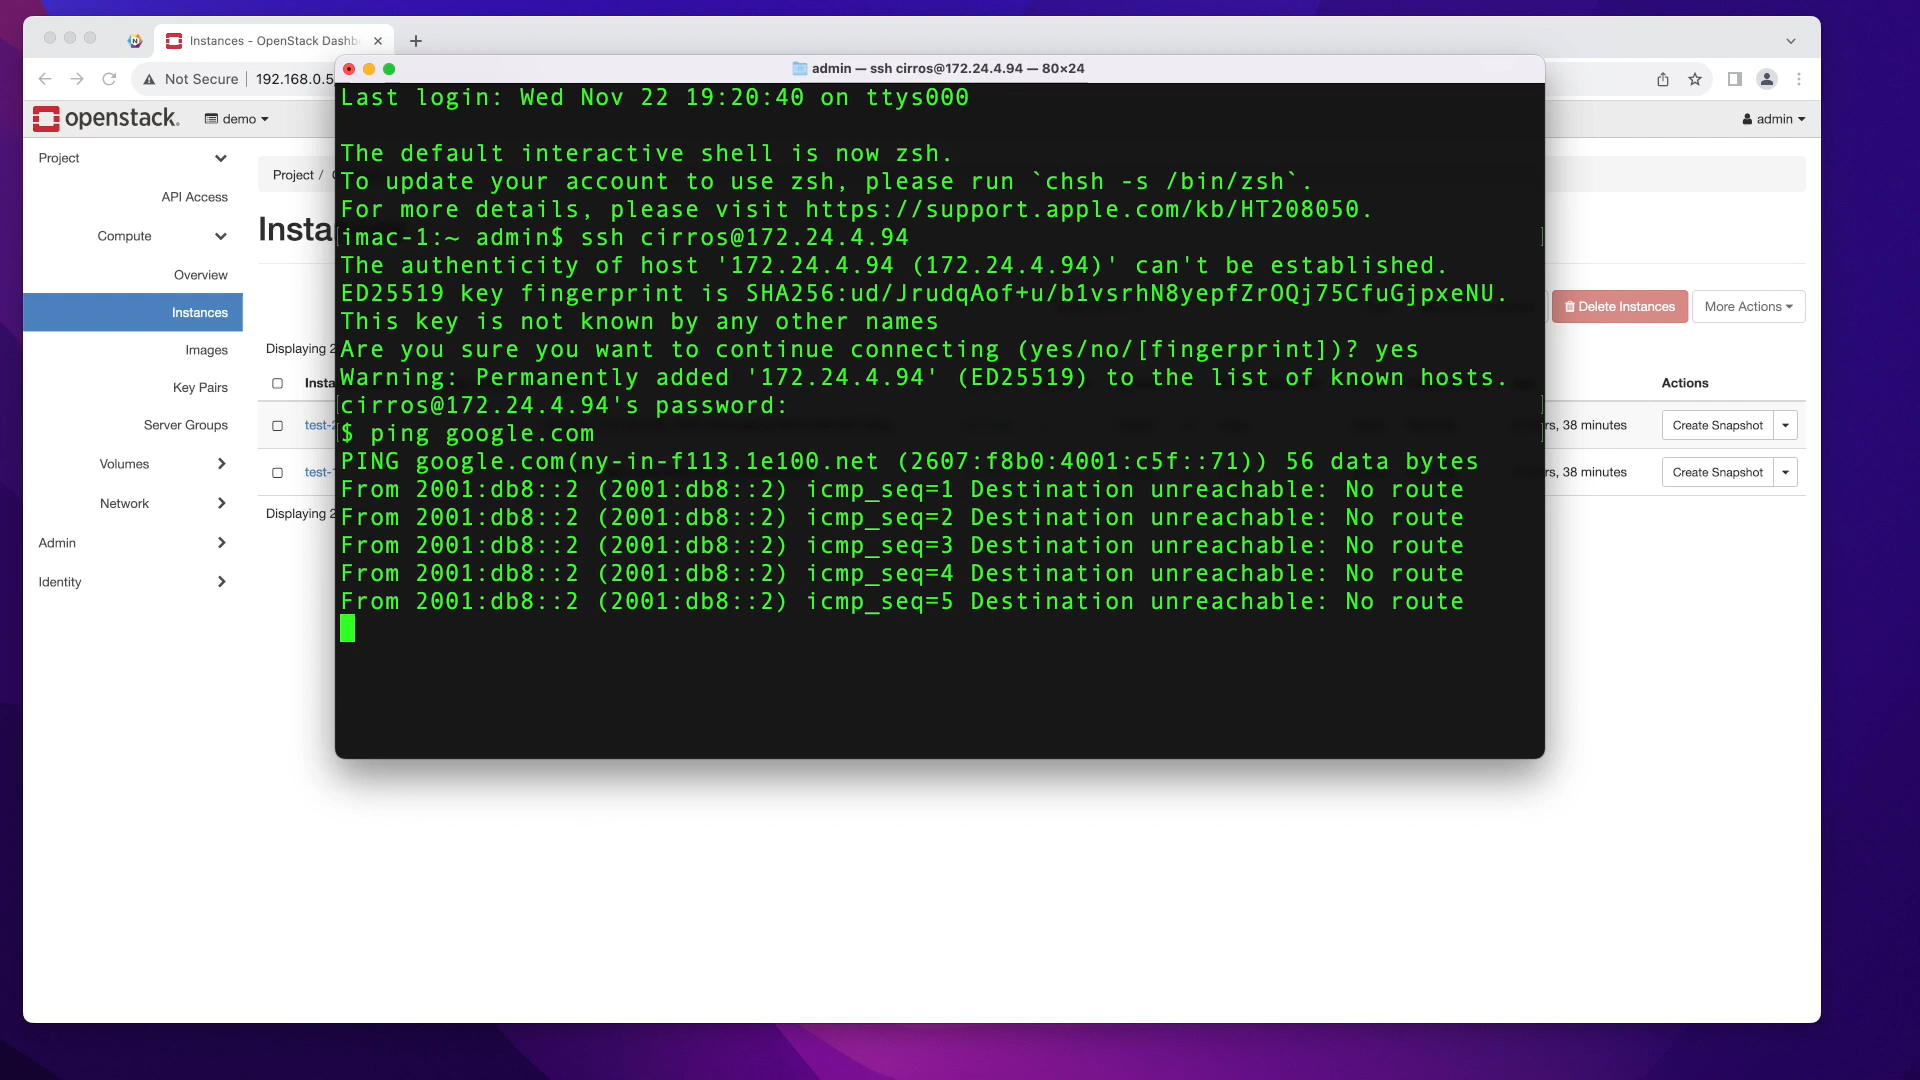 Instances - OpenStack Dashb
Not Secure
192.168.0.5
openstack.
demo
admin
Project
API Access
Compute
Overview
Instances
Images
Key Pairs
Server Groups
Volumes
Network
Admin
Identity
Project /
Insta
Delete Instances
More Actions
Displaying 2
Insta
Actions
test-2
rs, 38 minutes
Create Snapshot
test-
rs, 38 minutes
Create Snapshot
Displaying 2
admin — ssh cirros@172.24.4.94 — 80×24
Last login: Wed Nov 22 19:20:40 on ttys000
The default interactive shell is now zsh.
To update your account to use zsh, please run `chsh -s /bin/zsh`.
For more details, please visit https://support.apple.com/kb/HT208050.
imac-1:~ admin$ ssh cirros@172.24.4.94
The authenticity of host '172.24.4.94 (172.24.4.94)' can't be established.
ED25519 key fingerprint is SHA256:ud/JrudqAof+u/b1vsrhN8yepfZrOQj75CfuGjpxeNU.
This key is not known by any other names
Are you sure you want to continue connecting (yes/no/[fingerprint])? yes
Warning: Permanently added '172.24.4.94' (ED25519) to the list of known hosts.
cirros@172.24.4.94's password:
$ ping google.com
PING google.com(ny-in-f113.1e100.net (2607:f8b0:4001:c5f::71)) 56 data bytes
From 2001:db8::2 (2001:db8::2) icmp_seq=1 Destination unreachable: No route
From 2001:db8::2 (2001:db8::2) icmp_seq=2 Destination unreachable: No route
From 2001:db8::2 (2001:db8::2) icmp_seq=3 Destination unreachable: No route
From 2001:db8::2 (2001:db8::2) icmp_seq=4 Destination unreachable: No route
From 2001:db8::2 (2001:db8::2) icmp_seq=5 Destination unreachable: No route